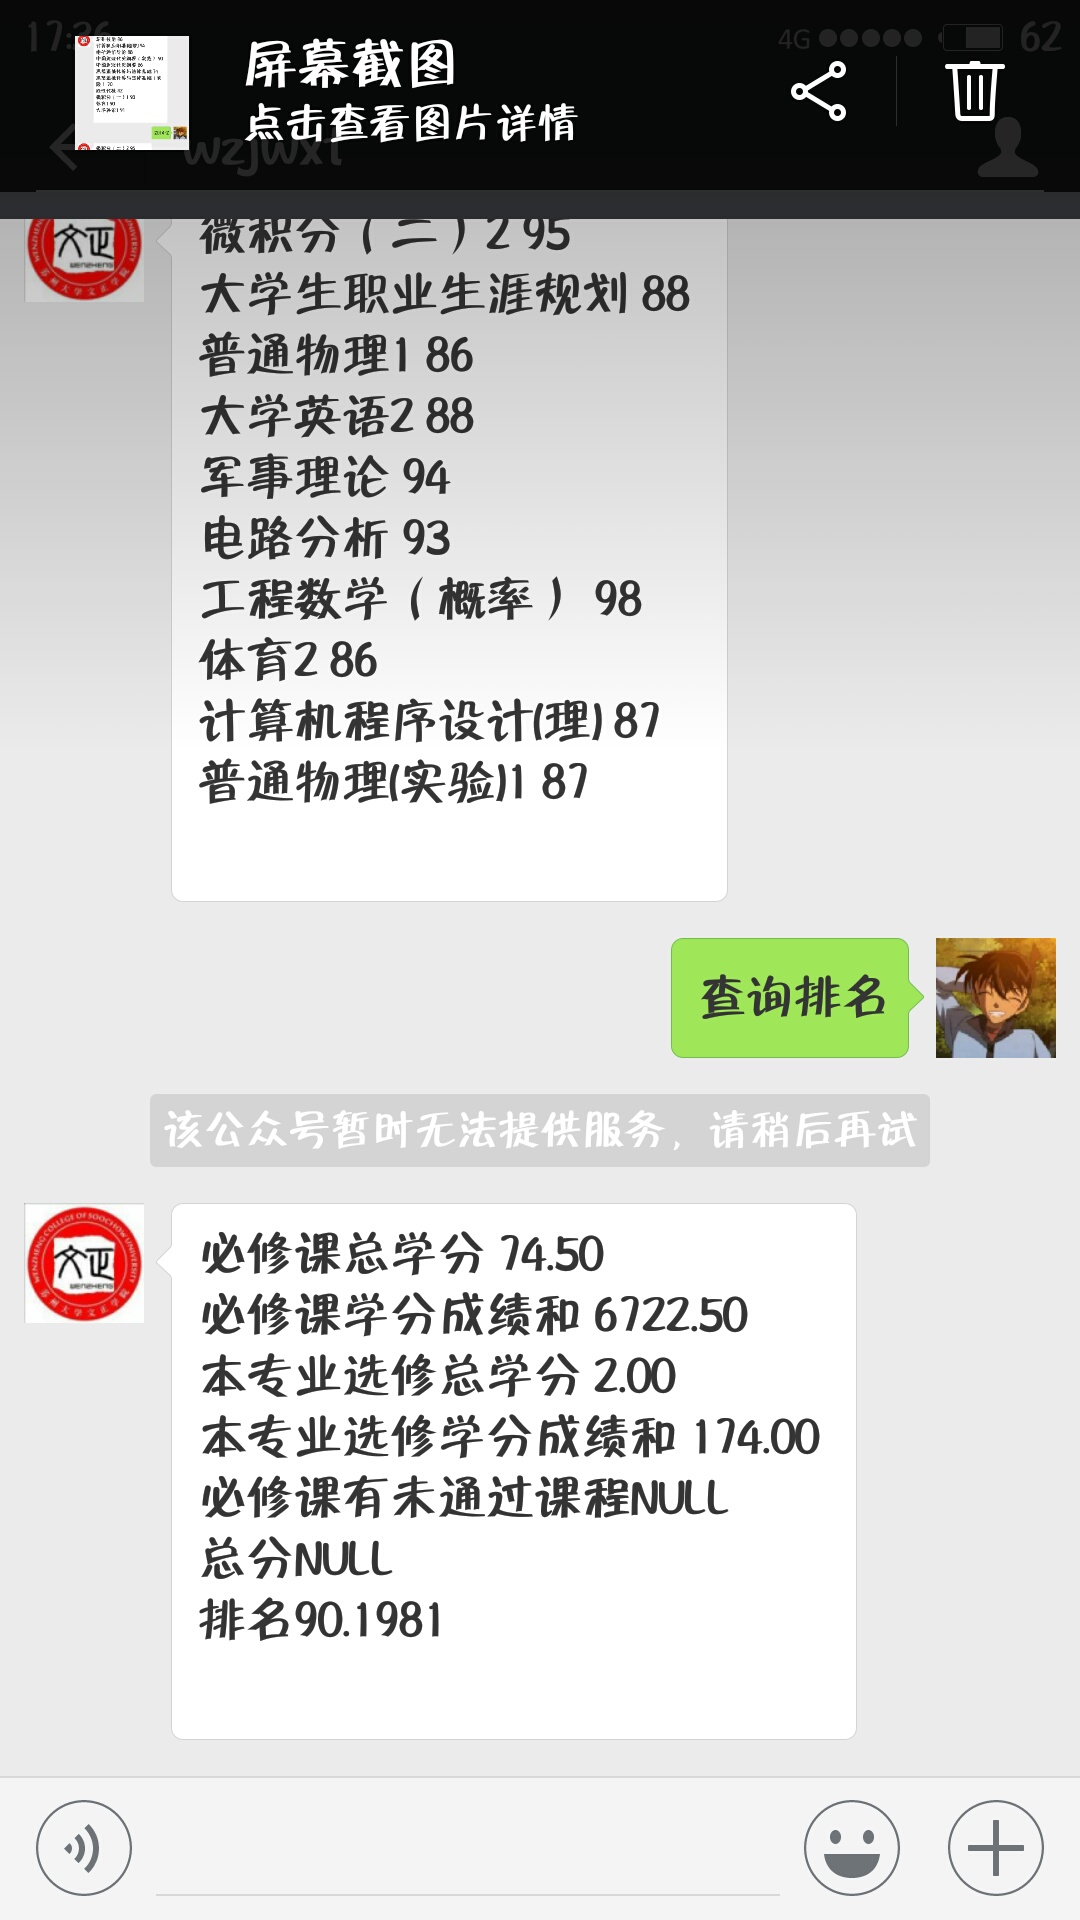 17:36
4G
62
屏幕截图
点击查看图片详情
wzjwxt
微积分（二）2 95
大学生职业生涯规划 88
普通物理1 86
大学英语2 88
军事理论 94
电路分析 93
工程数学（概率） 98
体育2 86
计算机程序设计(理) 87
普通物理(实验)1 87
查询排名
该公众号暂时无法提供服务，请稍后再试
必修课总学分 74.50
必修课学分成绩和 6722.50
本专业选修总学分 2.00
本专业选修学分成绩和 174.00
必修课有未通过课程NULL
总分NULL
排名90.1981